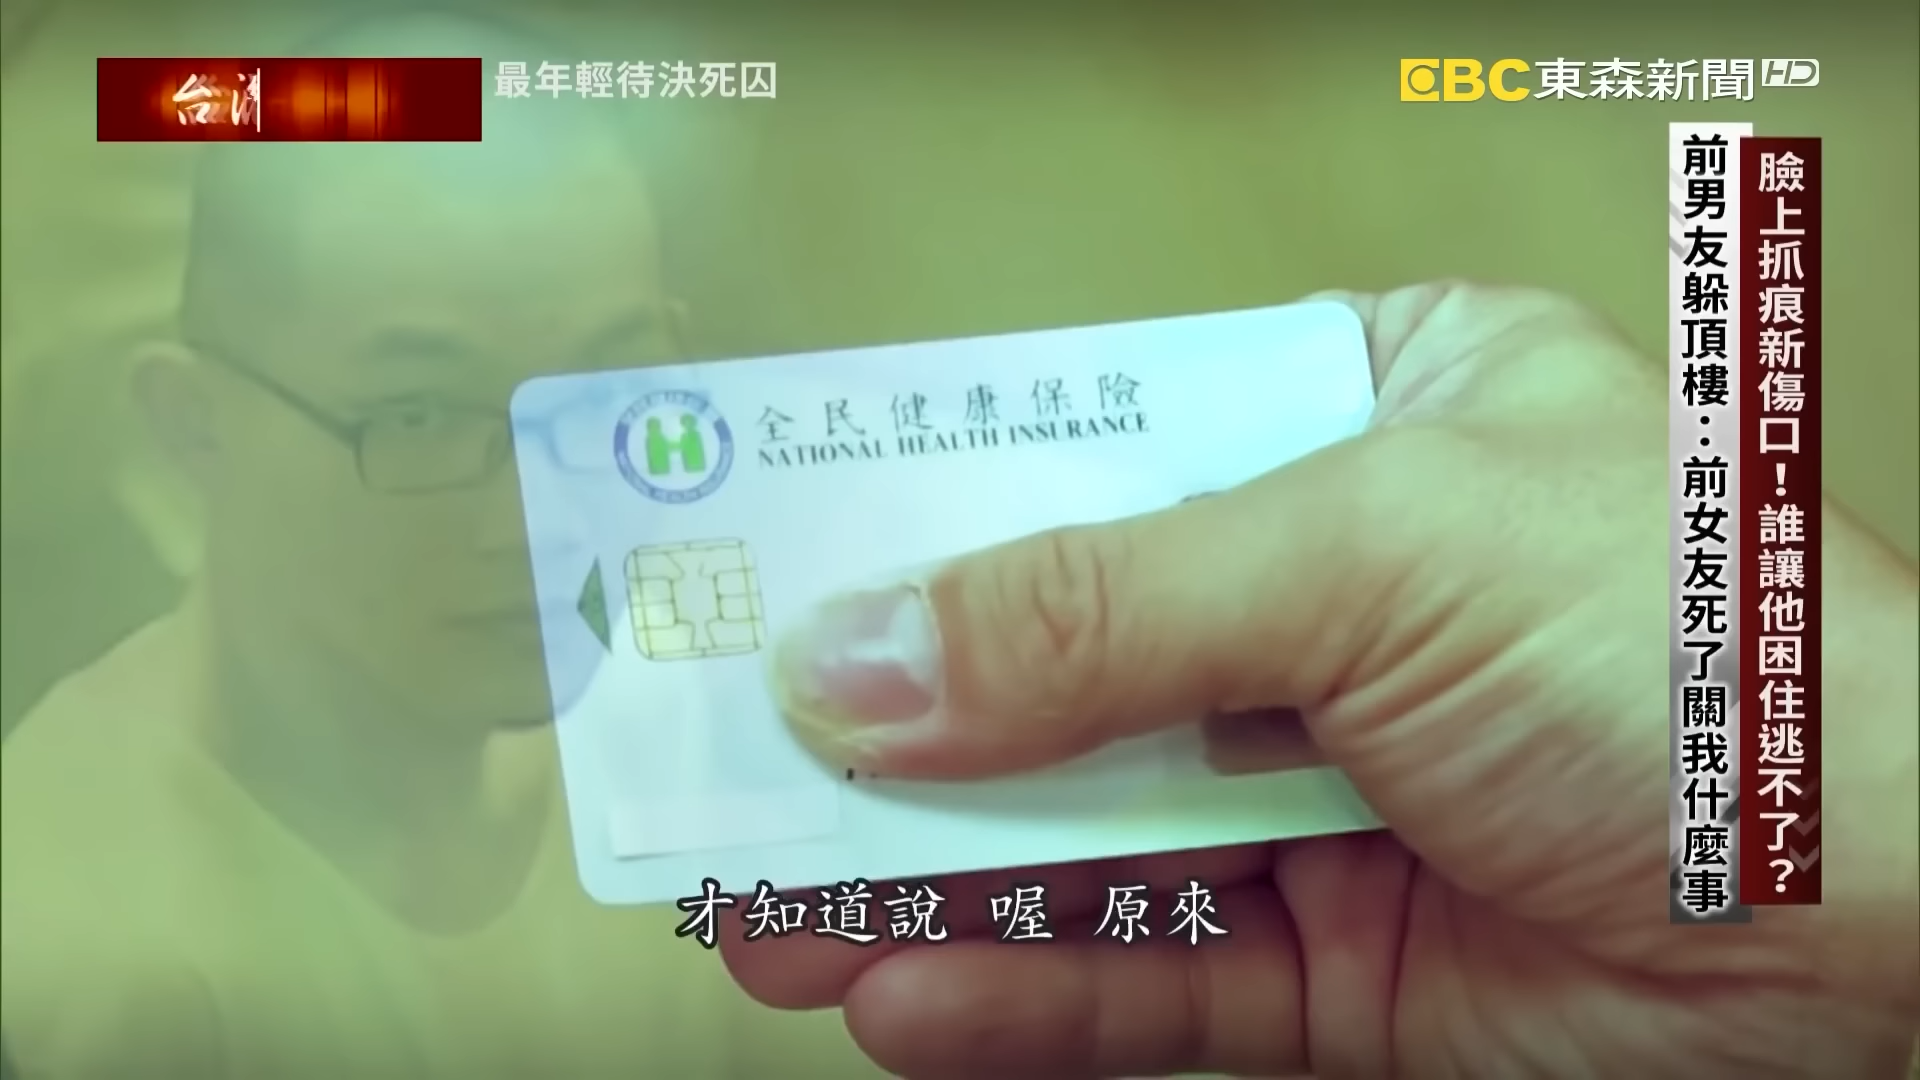 台灣
最年輕待決死囚
EBC東森新聞HD
臉上抓痕新傷口！誰讓他困住逃不了？
前男友躲頂樓：前女友死了關我什麼事
全民健康保險
NATIONAL HEALTH INSURANCE
才知道說 喔 原來